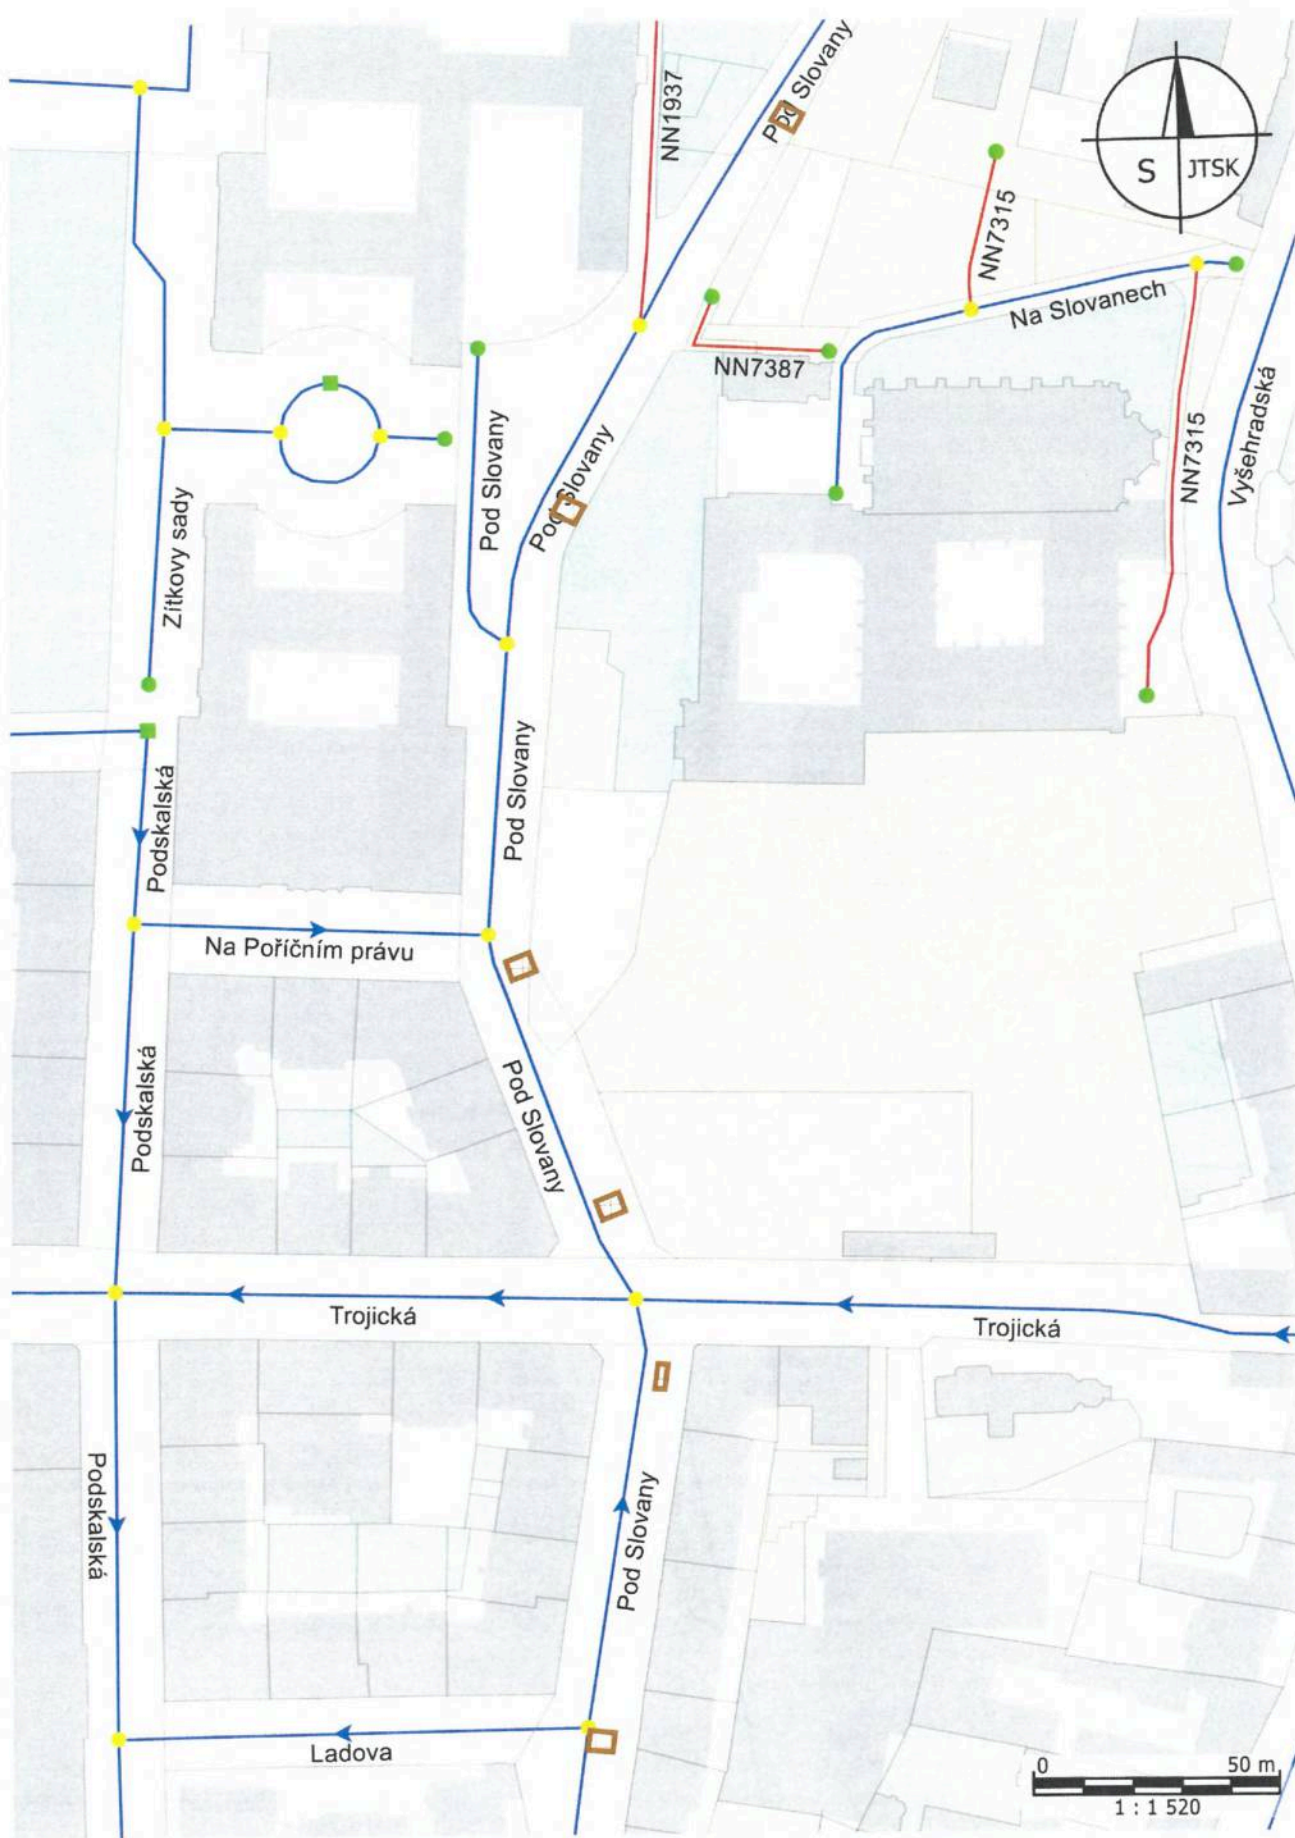 Pod Slovany
NN1937
S
JTSK
NN7315
Na Slovanech
NN7387
Vyšehradská
NN7315
Pod Slovany
Pod Slovany
Zítkovy sady
Pod Slovany
Podskalská
Na Poříčním právu
Podskalská
Pod Slovany
Trojická
Trojická
Podskalská
Pod Slovany
Ladova
0 50 m
1 : 1 520